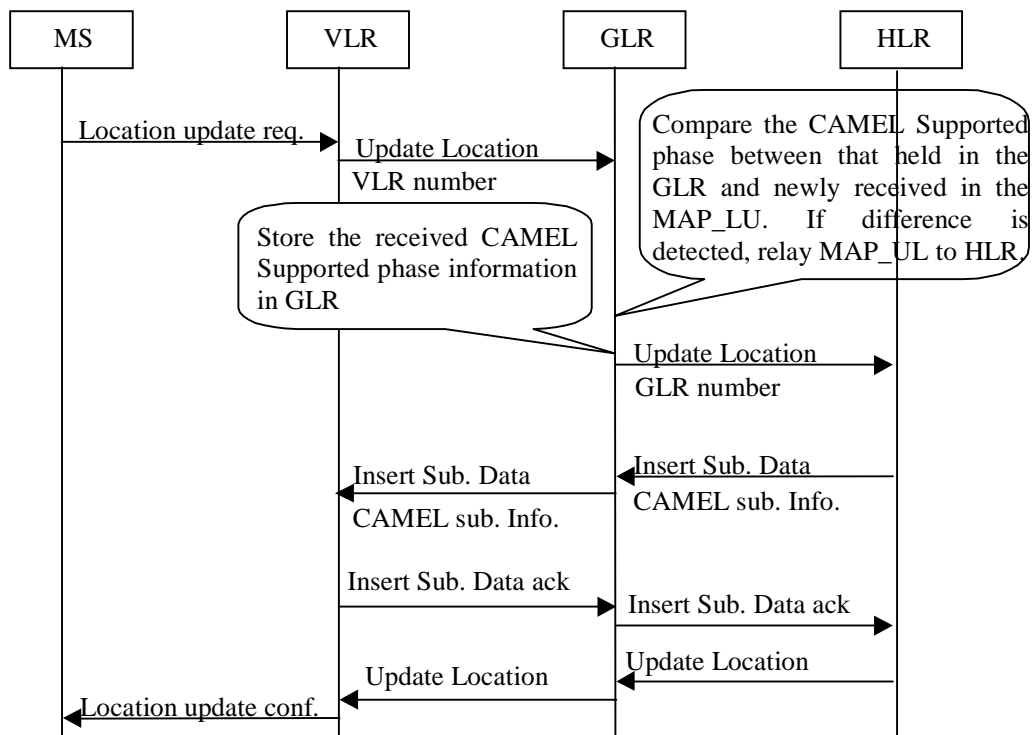 MS
VLR
GLR
HLR
Location update req.
Update Location
VLR number
Compare the CAMEL Supported
phase between that held in the
GLR and newly received in the
MAP_LU. If difference is
detected, relay MAP_UL to HLR.
Store the received CAMEL
Supported phase information
in GLR
Update Location
GLR number
Insert Sub. Data
CAMEL sub. Info.
Insert Sub. Data
CAMEL sub. Info.
Insert Sub. Data ack
Insert Sub. Data ack
Update Location
Update Location
Location update conf.